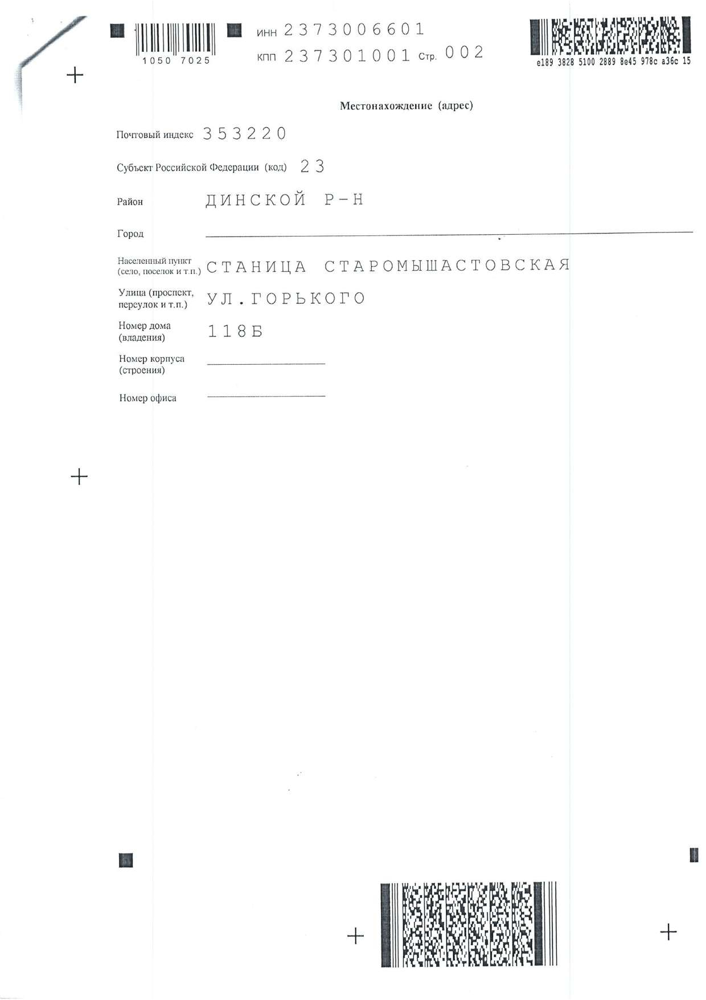 1050 7025
ИНН 2373006601
КПП 237301001 Стр. 002
e189 3828 5100 2889 8e45 978c a36c 15
Местонахождение (адрес)
Почтовый индекс 353220
Субъект Российской Федерации (код) 23
Район ДИНСКОЙ Р-Н
Город
Населенный пункт
(село, поселок и т.п.) СТАНИЦА СТАРОМЫШАСТОВСКАЯ
Улица (проспект,
переулок и т.п.) УЛ.ГОРЬКОГО
Номер дома
(владения) 118Б
Номер корпуса
(строения)
Номер офиса